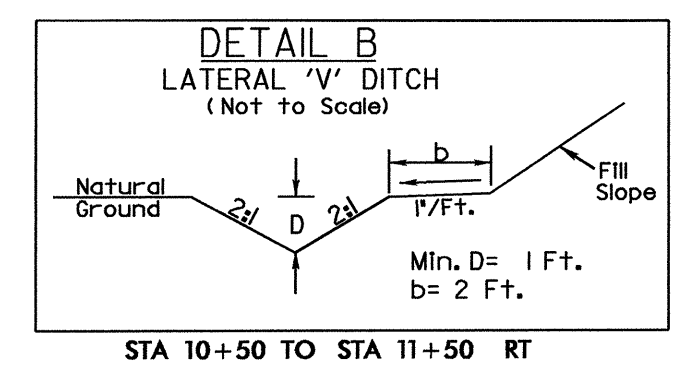 DETAIL B
LATERAL 'V' DITCH
(Not to Scale)
b
Natural
Ground
2:1
D
2:1
1"/Ft.
Fill
Slope
Min. D= 1 Ft.
b= 2 Ft.
STA 10+50 TO STA 11+50 RT